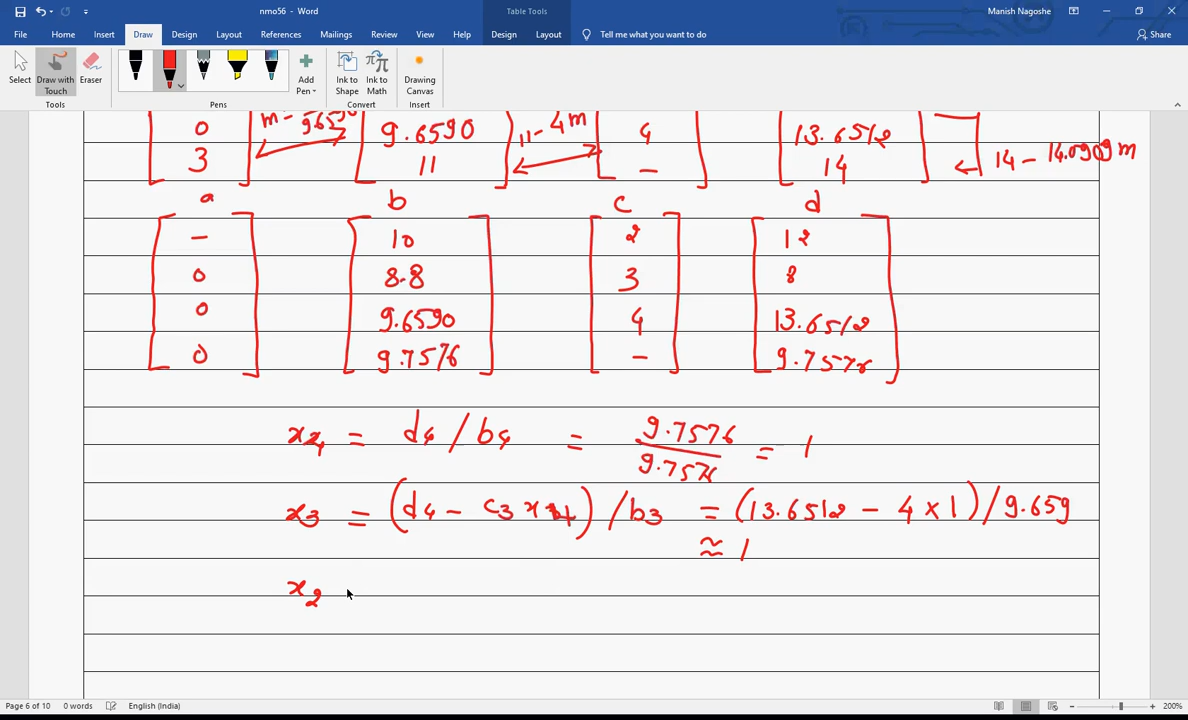 nmo56 - Word
Table Tools
Manish Nagoshe
File Home Insert Draw Design Layout References Mailings Review View Help Design Layout Tell me what you want to do Share
Select
Draw with Touch
Eraser
Add Pen
Ink to Shape
Ink to Math
Drawing Canvas
Tools Pens Convert Insert
0 m - 9.6590 9.6590 11 - 4m 4 13.6512
3 11 - 14 14 - 14.0909 m
a b c d
- 10 2 12
0 8.8 3 8
0 9.6590 4 13.6512
0 9.7576 - 9.7576
x4 = d4 / b4 = 9.7576 / 9.7576 = 1
x3 = (d4 - c3 x x4) / b3 = (13.6512 - 4 × 1) / 9.659
≈ 1
x2
Page 6 of 10 0 words English (India) 200%